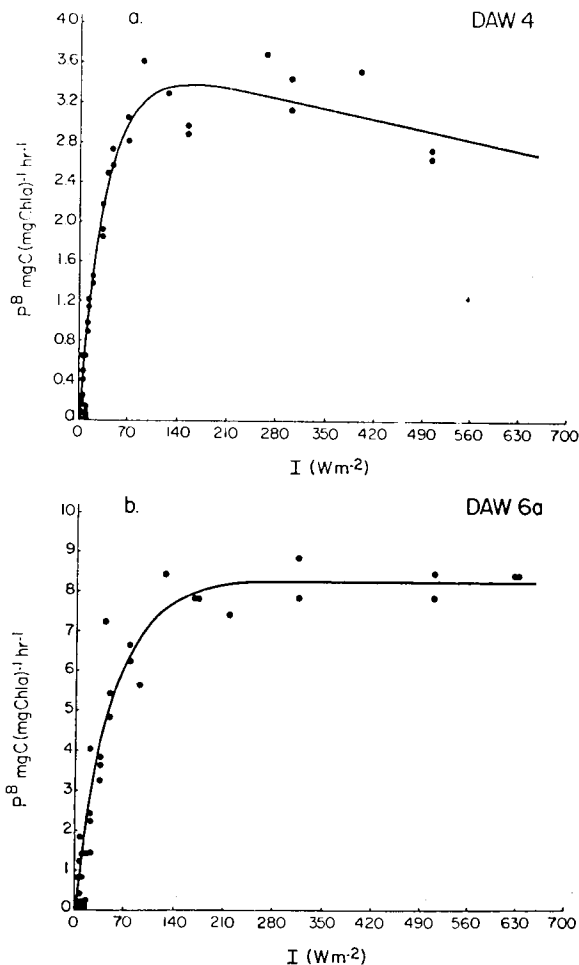 a.
DAW 4
4.0
3.6
3.2
2.8
2.4
2.0
1.6
1.2
0.8
0.4
0
P^B mgC (mgChla)^-1 hr^-1
0 70 140 210 280 350 420 490 560 630
I (Wm^-2)
b.
DAW 6a
10
9
8
7
6
5
4
3
2
1
0
P^B mgC (mgChla)^-1 hr^-1
0 70 140 210 280 350 420 490 560 630 700
I (Wm^-2)